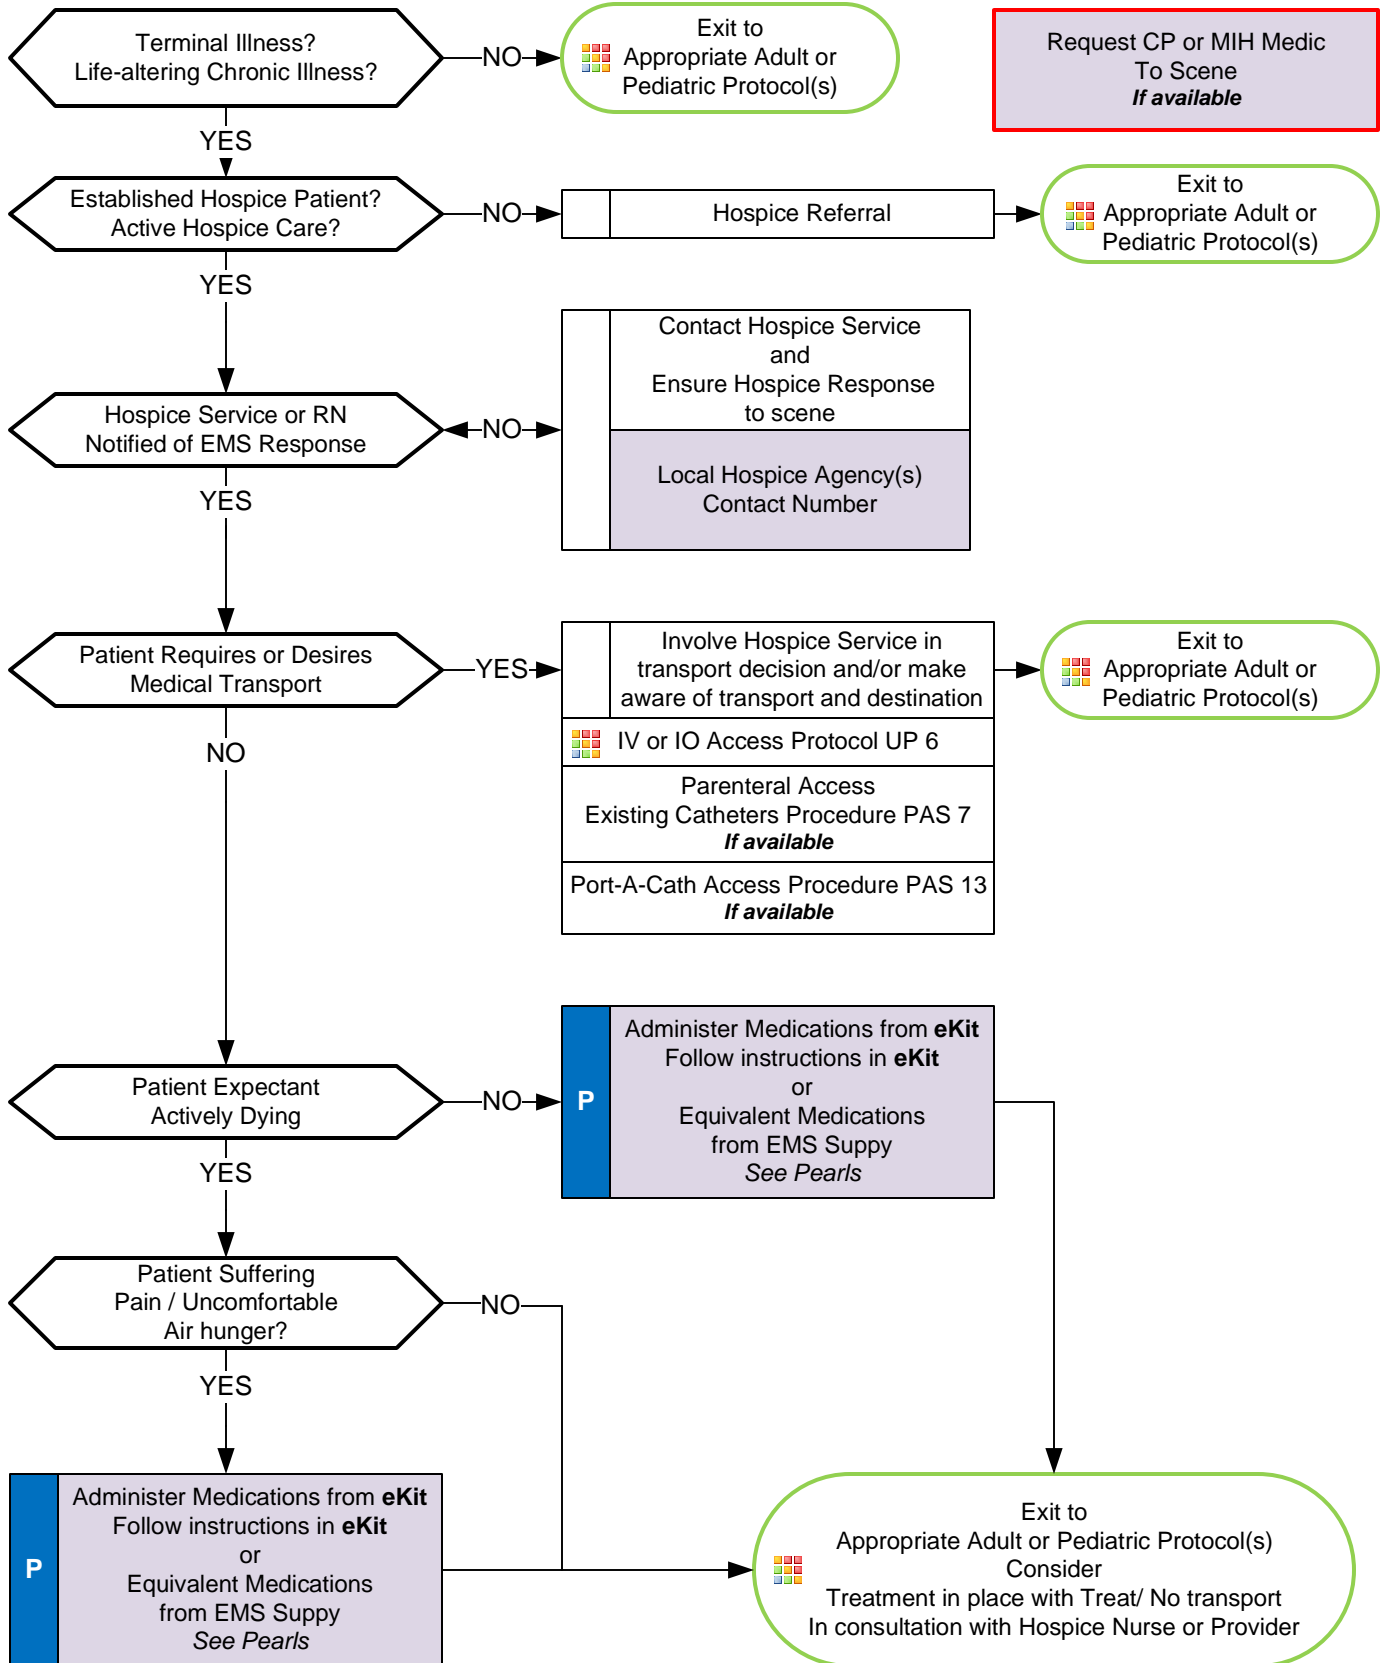 Terminal Illness?
Life-altering Chronic Illness?
NO
Exit to
Appropriate Adult or
Pediatric Protocol(s)
Request CP or MIH Medic
To Scene
If available
YES
Established Hospice Patient?
Active Hospice Care?
NO
Hospice Referral
Exit to
Appropriate Adult or
Pediatric Protocol(s)
YES
Hospice Service or RN
Notified of EMS Response
NO
Contact Hospice Service
and
Ensure Hospice Response
to scene
Local Hospice Agency(s)
Contact Number
YES
Patient Requires or Desires
Medical Transport
YES
Involve Hospice Service in
transport decision and/or make
aware of transport and destination
IV or IO Access Protocol UP 6
Parenteral Access
Existing Catheters Procedure PAS 7
If available
Port-A-Cath Access Procedure PAS 13
If available
Exit to
Appropriate Adult or
Pediatric Protocol(s)
NO
Patient Expectant
Actively Dying
NO
P
Administer Medications from eKit
Follow instructions in eKit
or
Equivalent Medications
from EMS Suppy
See Pearls
YES
Patient Suffering
Pain / Uncomfortable
Air hunger?
NO
YES
P
Administer Medications from eKit
Follow instructions in eKit
or
Equivalent Medications
from EMS Suppy
See Pearls
Exit to
Appropriate Adult or Pediatric Protocol(s)
Consider
Treatment in place with Treat/ No transport
In consultation with Hospice Nurse or Provider